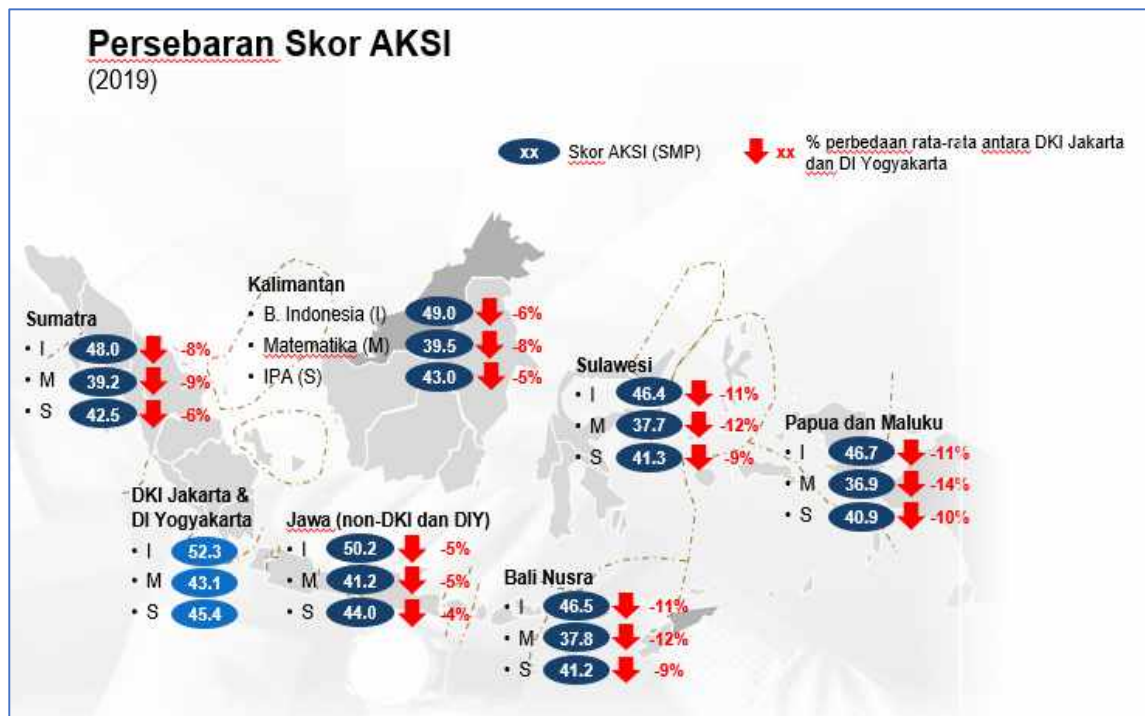 Persebaran Skor AKSI
(2019)
xx Skor AKSI (SMP)
xx % perbedaan rata-rata antara DKI Jakarta
dan DI Yogyakarta
Sumatra
• I 48.0 -8%
• M 39.2 -9%
• S 42.5 -6%
Kalimantan
• B. Indonesia (I) 49.0 -6%
• Matematika (M) 39.5 -8%
• IPA (S) 43.0 -5%
Sulawesi
• I 46.4 -11%
• M 37.7 -12%
• S 41.3 -9%
Papua dan Maluku
• I 46.7 -11%
• M 36.9 -14%
• S 40.9 -10%
DKI Jakarta &
DI Yogyakarta
• I 52.3
• M 43.1
• S 45.4
Jawa (non-DKI dan DIY)
• I 50.2 -5%
• M 41.2 -5%
• S 44.0 -4%
Bali Nusra
• I 46.5 -11%
• M 37.8 -12%
• S 41.2 -9%